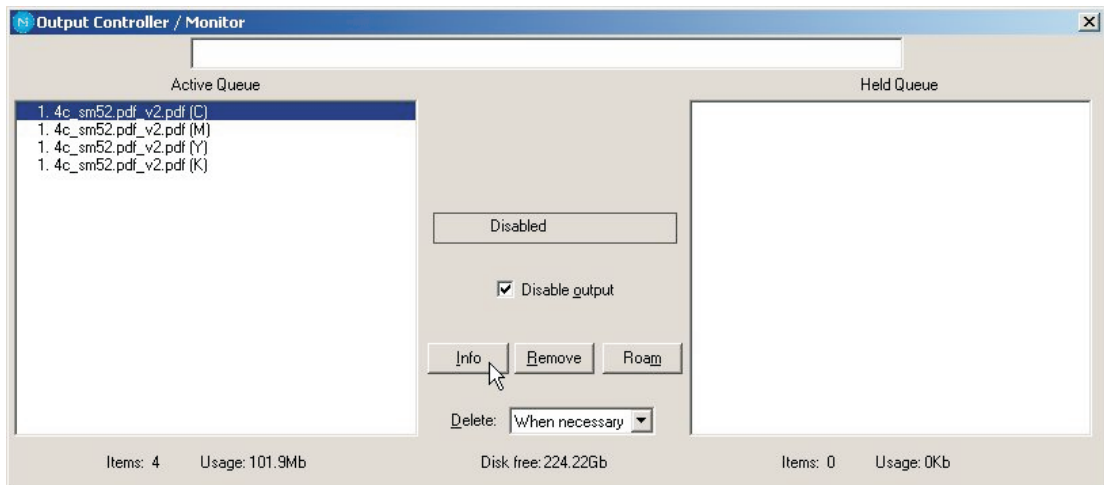 Output Controller / Monitor
Active Queue
Held Queue
1. 4c_sm52.pdf_v2.pdf (C)
1. 4c_sm52.pdf_v2.pdf (M)
1. 4c_sm52.pdf_v2.pdf (Y)
1. 4c_sm52.pdf_v2.pdf (K)
Disabled
Disable output
Info
Remove
Roam
Delete: When necessary
Items: 4 Usage: 101.9Mb
Disk free: 224.22Gb
Items: 0 Usage: 0Kb